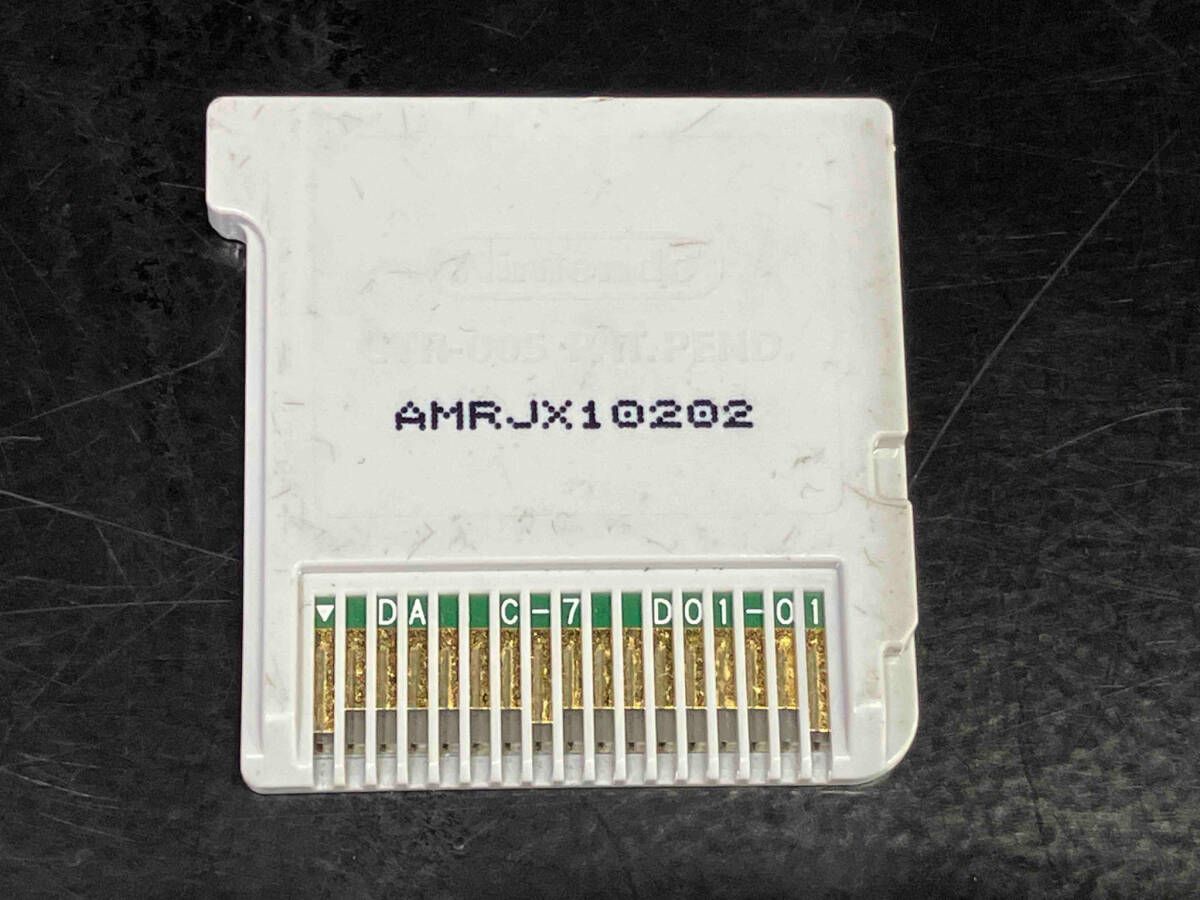 Nintendo
CTR-005 PAT.PEND.
AMRJX10202
DA C-7 D01-01